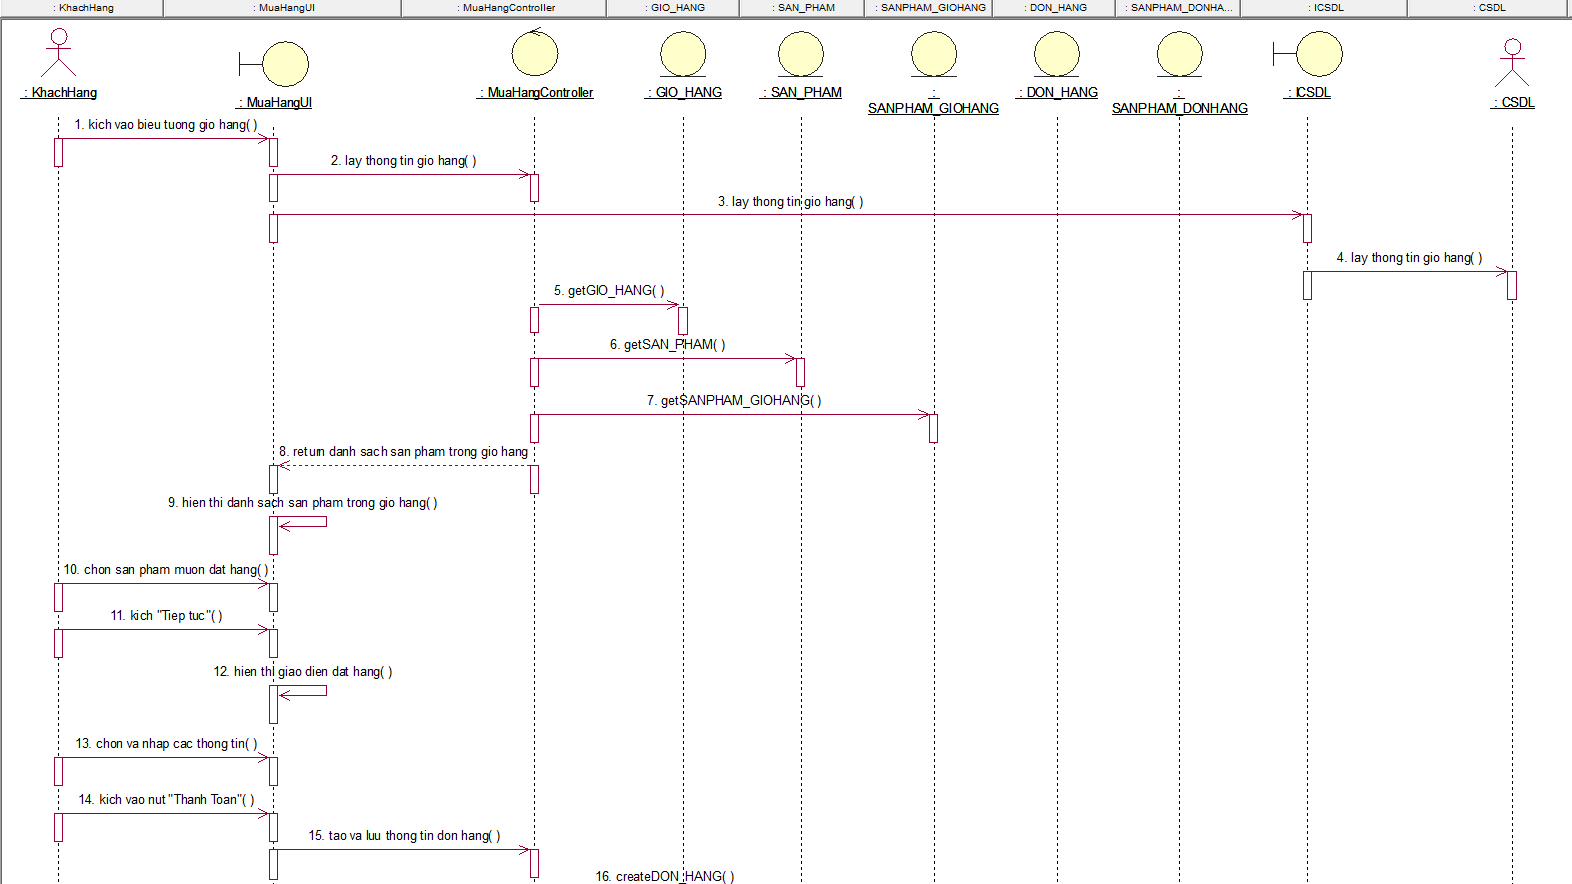 : KhachHang
: MuaHangUI
: MuaHangController
: GIO_HANG
: SAN_PHAM
: SANPHAM_GIOHANG
: DON_HANG
: SANPHAM_DONHA...
: ICSDL
: CSDL
: KhachHang
: MuaHangUI
: MuaHangController
: GIO_HANG
: SAN_PHAM
:
SANPHAM_GIOHANG
: DON_HANG
:
SANPHAM_DONHANG
: ICSDL
: CSDL
1. kich vao bieu tuong gio hang( )
2. lay thong tin gio hang( )
3. lay thong tin gio hang( )
4. lay thong tin gio hang( )
5. getGIO_HANG( )
6. getSAN_PHAM( )
7. getSANPHAM_GIOHANG( )
8. return danh sach san pham trong gio hang
9. hien thi danh sach san pham trong gio hang( )
10. chon san pham muon dat hang( )
11. kich "Tiep tuc"( )
12. hien thi giao dien dat hang( )
13. chon va nhap cac thong tin( )
14. kich vao nut "Thanh Toan"( )
15. tao va luu thong tin don hang( )
16. createDON_HANG( )